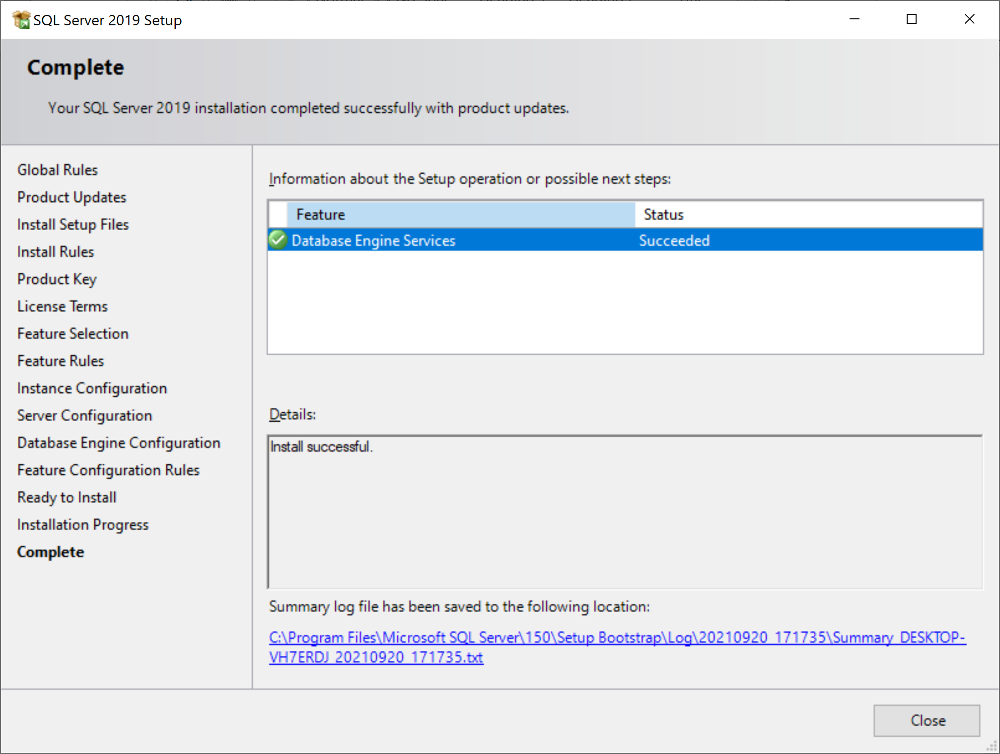 SQL Server 2019 Setup
Complete
Your SQL Server 2019 installation completed successfully with product updates.
Global Rules
Product Updates
Install Setup Files
Install Rules
Product Key
License Terms
Feature Selection
Feature Rules
Instance Configuration
Server Configuration
Database Engine Configuration
Feature Configuration Rules
Ready to Install
Installation Progress
Complete
Information about the Setup operation or possible next steps:
Feature Status
Database Engine Services Succeeded
Details:
Install successful.
Summary log file has been saved to the following location:
C:\Program Files\Microsoft SQL Server\150\Setup Bootstrap\Log\20210920_171735\Summary_DESKTOP-
VH7ERDJ_20210920_171735.txt
Close